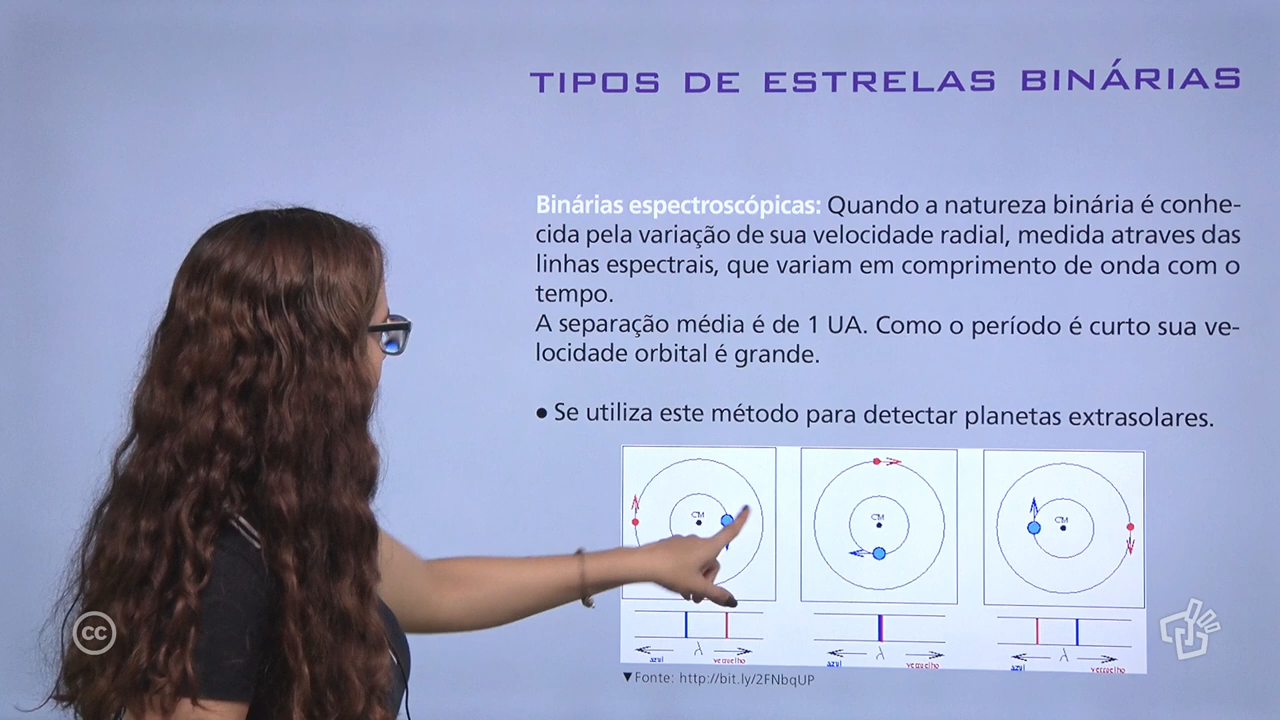 TIPOS DE ESTRELAS BINÁRIAS
Binárias espectroscópicas: Quando a natureza binária é conhe-
cida pela variação de sua velocidade radial, medida atraves das
linhas espectrais, que variam em comprimento de onda com o
tempo.
A separação média é de 1 UA. Como o período é curto sua ve-
locidade orbital é grande.
• Se utiliza este método para detectar planetas extrasolares.
CM
CM
CM
azul λ vermelho
azul λ vermelho
azul λ vermelho
▼Fonte: http://bit.ly/2FNbqUP
cc